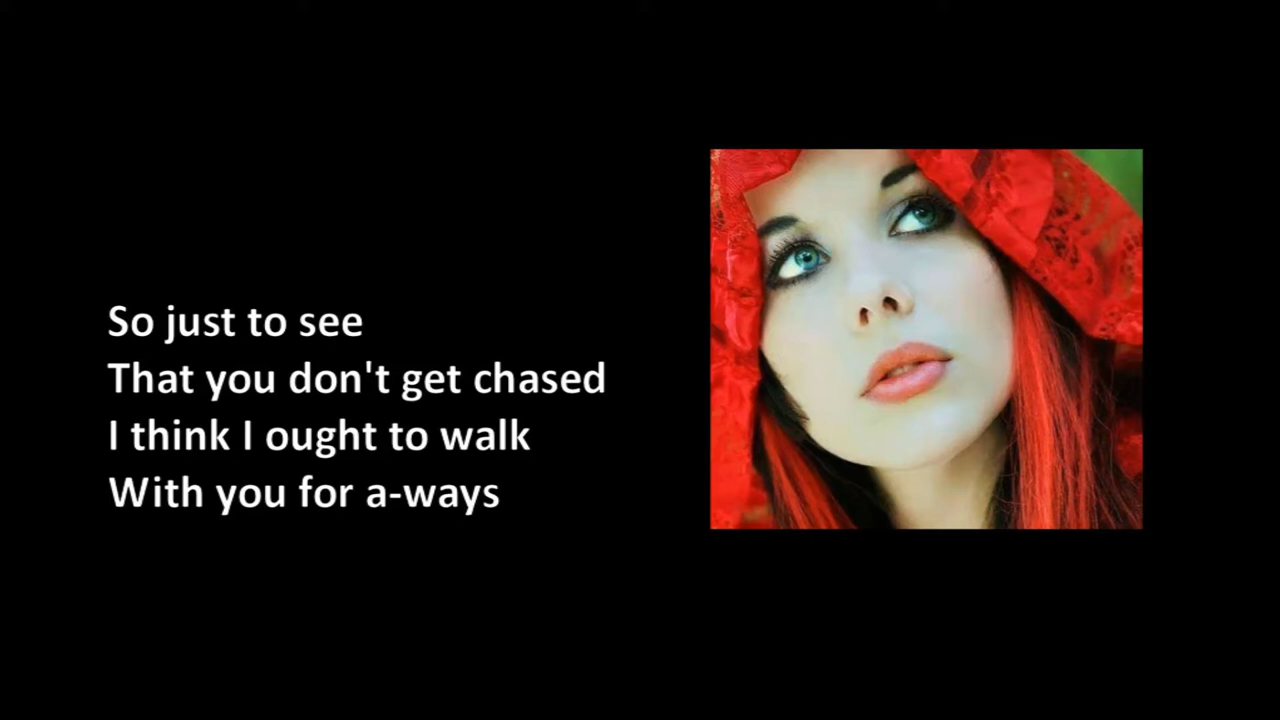 So just to see
That you don't get chased
I think I ought to walk
With you for a-ways